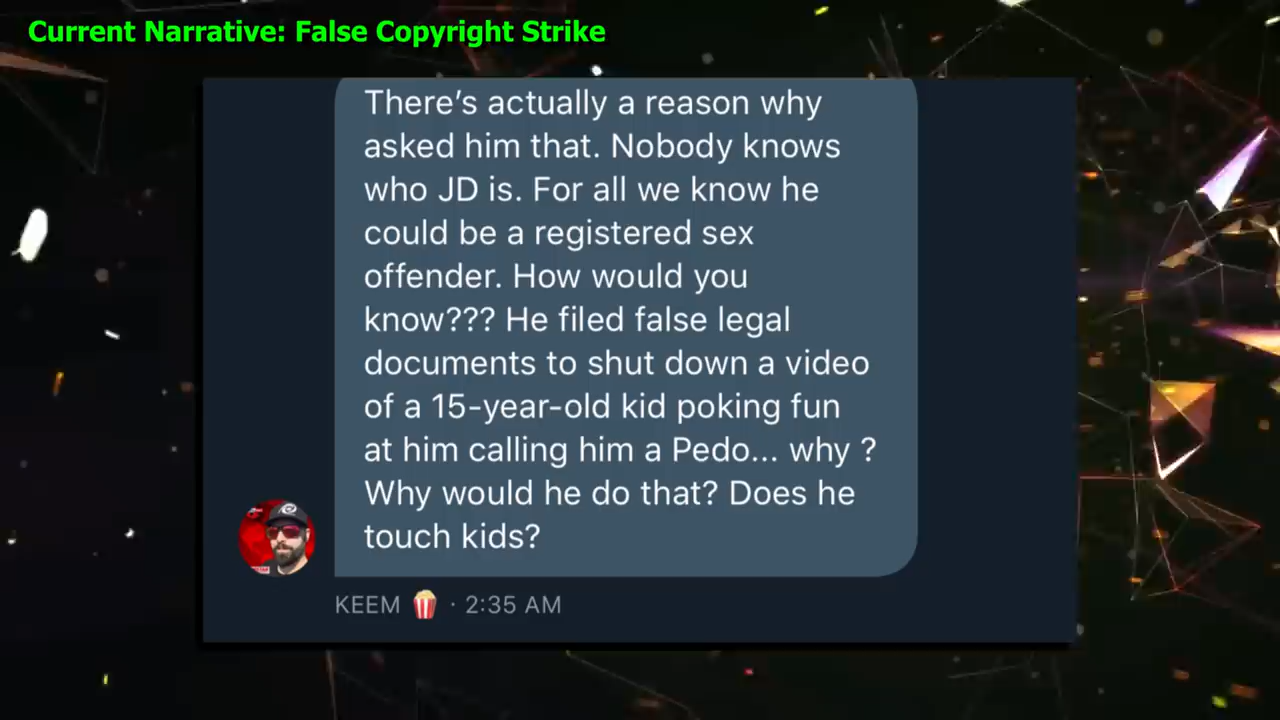 Current Narrative: False Copyright Strike
There's actually a reason why
asked him that. Nobody knows
who JD is. For all we know he
could be a registered sex
offender. How would you
know??? He filed false legal
documents to shut down a video
of a 15-year-old kid poking fun
at him calling him a Pedo... why ?
Why would he do that? Does he
touch kids?
KEEM 🍿 · 2:35 AM